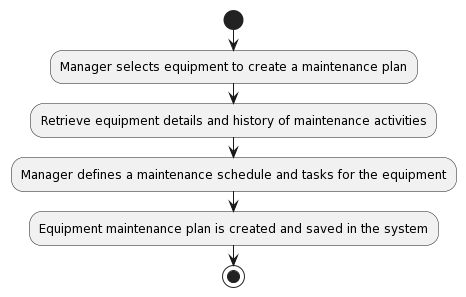 Manager selects equipment to create a maintenance plan
Retrieve equipment details and history of maintenance activities
Manager defines a maintenance schedule and tasks for the equipment
Equipment maintenance plan is created and saved in the system